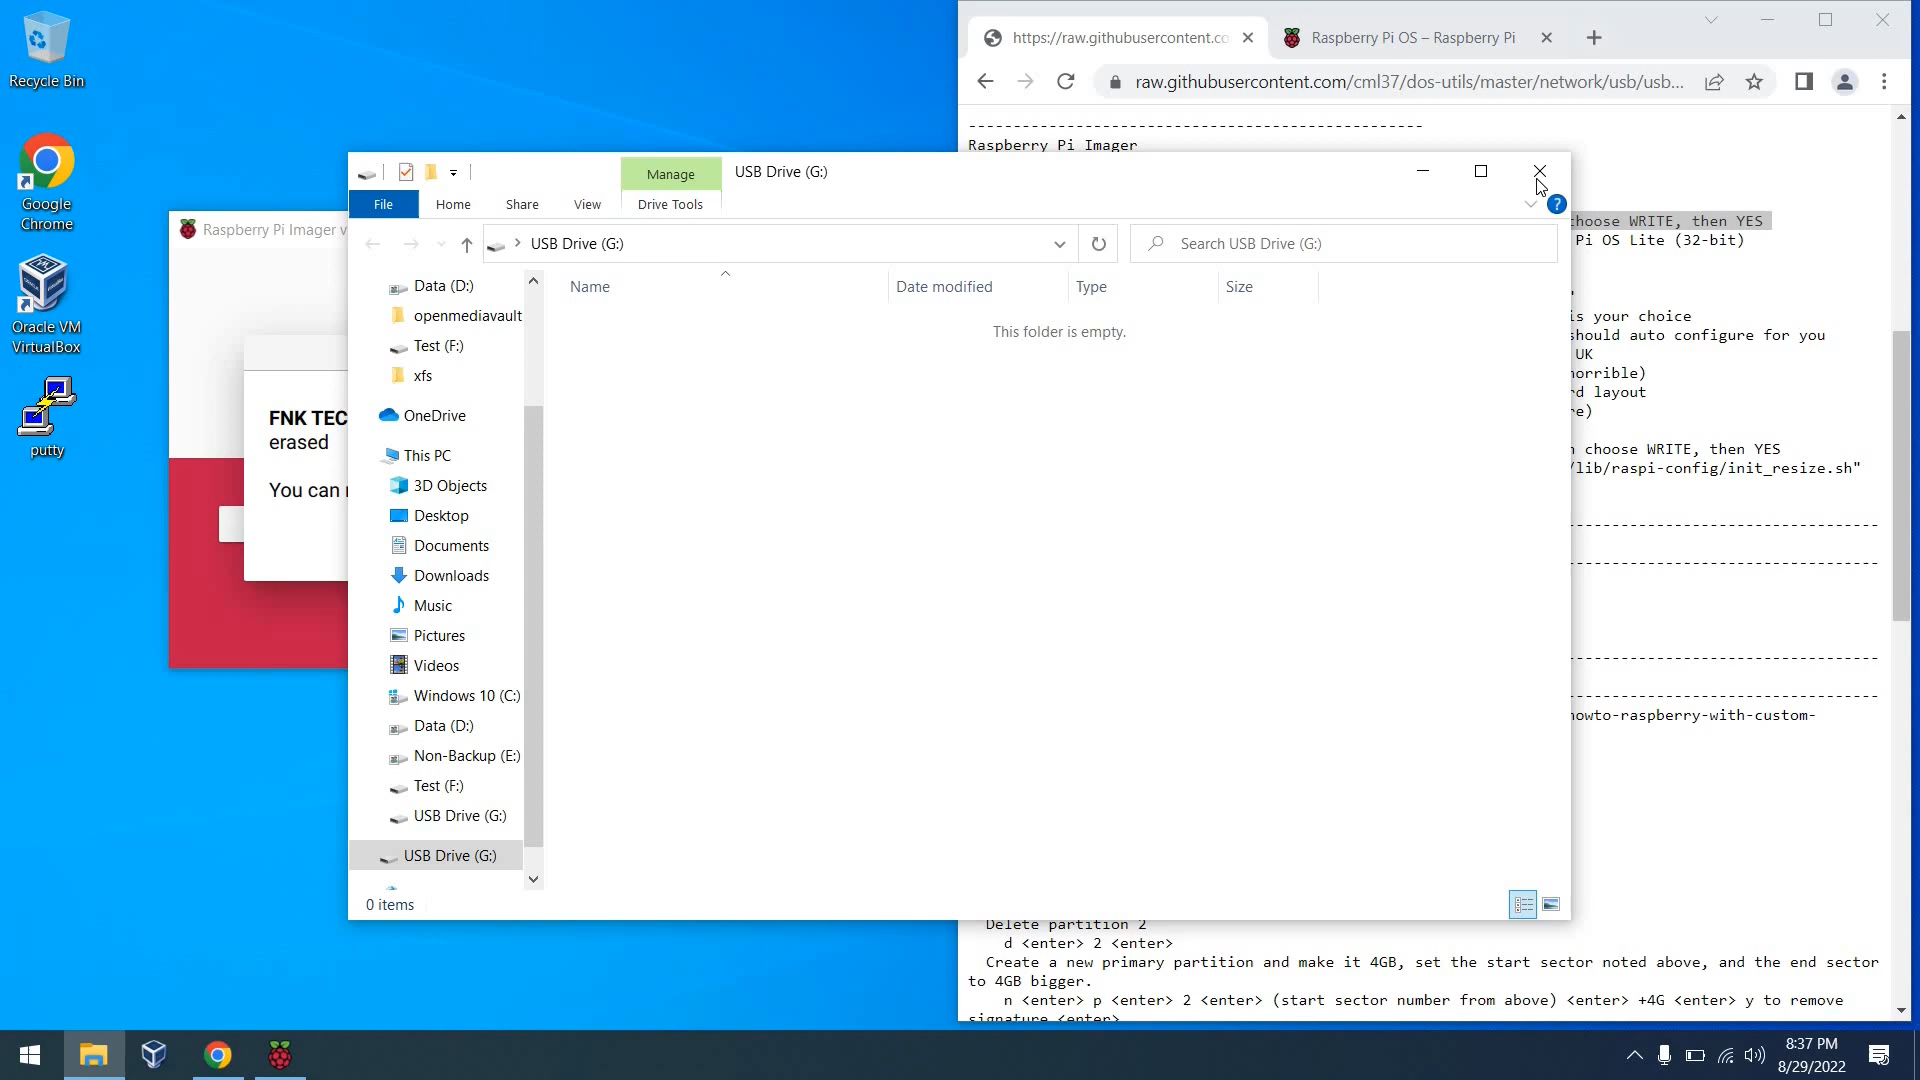 Recycle Bin
Google
Chrome
Oracle VM
VirtualBox
putty
Raspberry Pi Imager v
FNK TEC
erased
You can
https://raw.githubusercontent.co
Raspberry Pi OS – Raspberry Pi
raw.githubusercontent.com/cml37/dos-utils/master/network/usb/usb...
--------------------------------------------------
Raspberry Pi Imager
Manage
USB Drive (G:)
File
Home
Share
View
Drive Tools
USB Drive (G:)
Search USB Drive (G:)
Name
Date modified
Type
Size
This folder is empty.
Data (D:)
openmediavault
Test (F:)
xfs
OneDrive
This PC
3D Objects
Desktop
Documents
Downloads
Music
Pictures
Videos
Windows 10 (C:)
Data (D:)
Non-Backup (E:)
Test (F:)
USB Drive (G:)
USB Drive (G:)
0 items
choose WRITE, then YES
Pi OS Lite (32-bit)
is your choice
should auto configure for you
UK
horrible)
rd layout
re)
n choose WRITE, then YES
/lib/raspi-config/init_resize.sh"
howto-raspberry-with-custom-
Delete partition 2
d <enter> 2 <enter>
Create a new primary partition and make it 4GB, set the start sector noted above, and the end sector
to 4GB bigger.
n <enter> p <enter> 2 <enter> (start sector number from above) <enter> +4G <enter> y to remove
signature <enter>
8:37 PM
8/29/2022